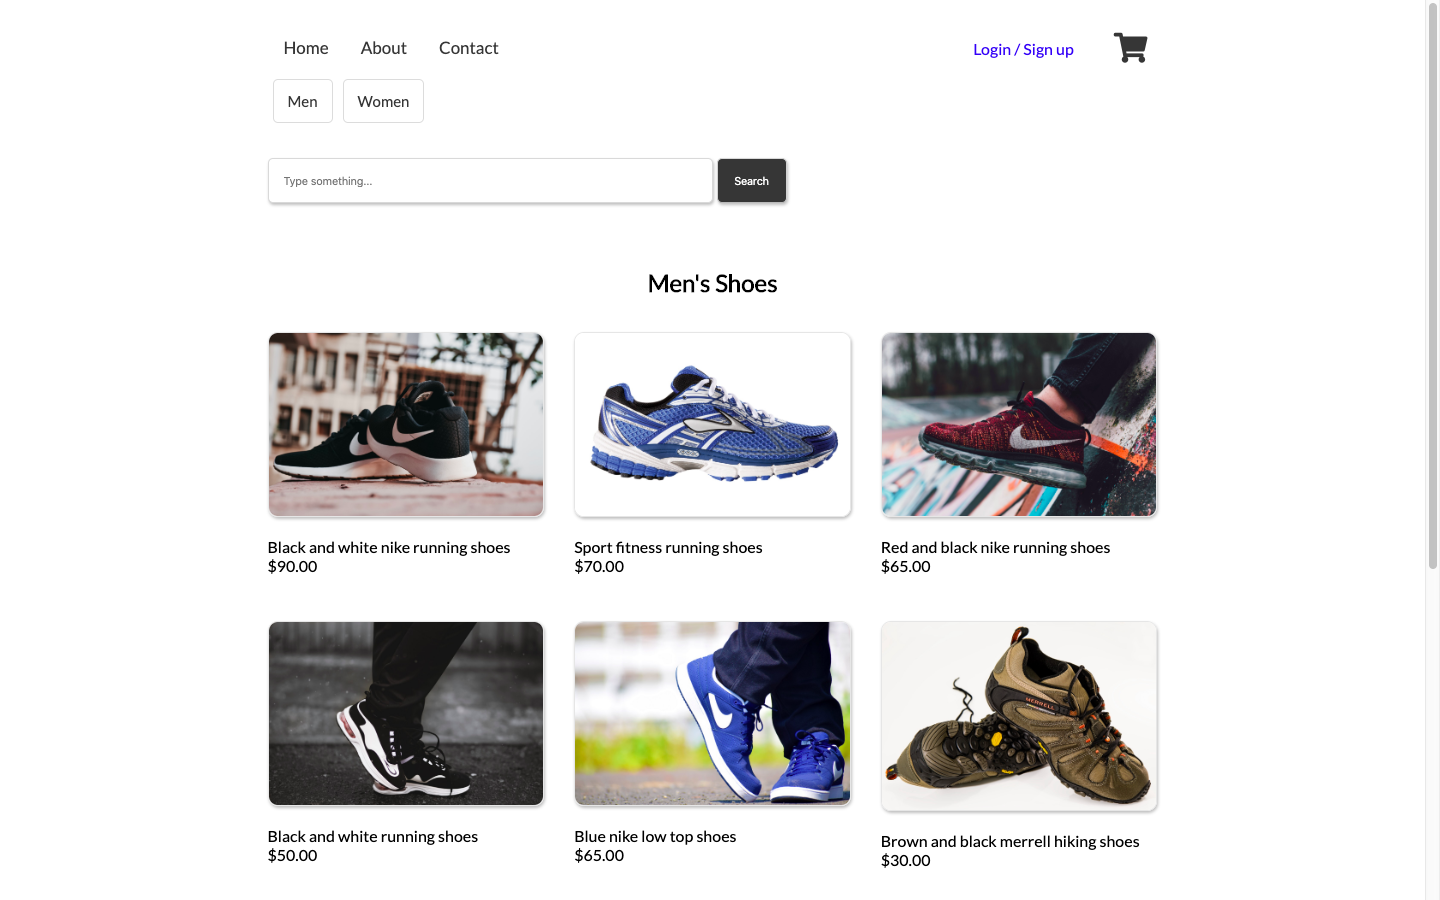 Home About Contact Login / Sign up
Men Women
Type something...
Search
Men's Shoes
Black and white nike running shoes
$90.00
Sport fitness running shoes
$70.00
Red and black nike running shoes
$65.00
Black and white running shoes
$50.00
Blue nike low top shoes
$65.00
MERRELL
Brown and black merrell hiking shoes
$30.00